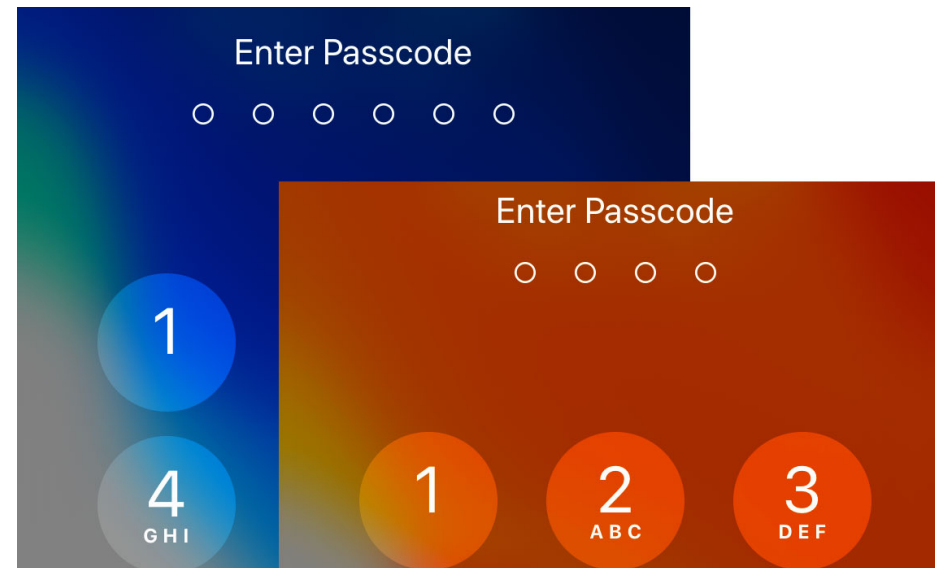 Enter Passcode
1
4
GHI
Enter Passcode
1 2 3
ABC DEF